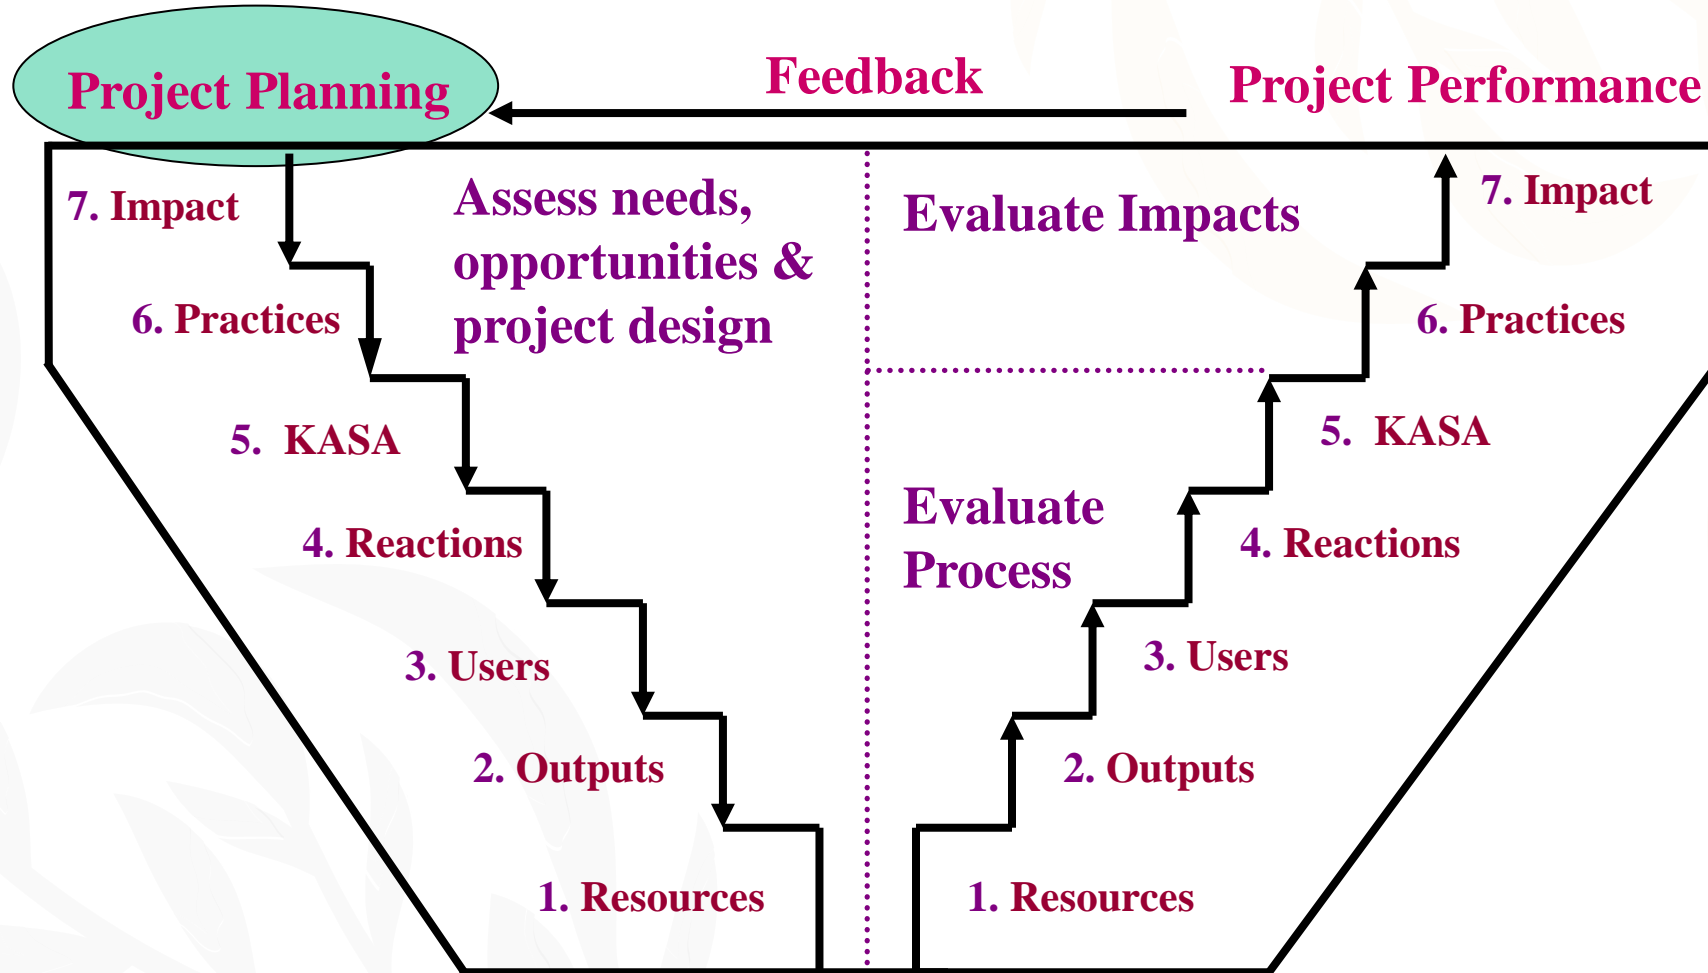 Project Planning
Feedback
Project Performance
7. Impact
Assess needs,
opportunities &
project design
6. Practices
5. KASA
4. Reactions
3. Users
2. Outputs
1. Resources
Evaluate Impacts
Evaluate
Process
7. Impact
6. Practices
5. KASA
4. Reactions
3. Users
2. Outputs
1. Resources